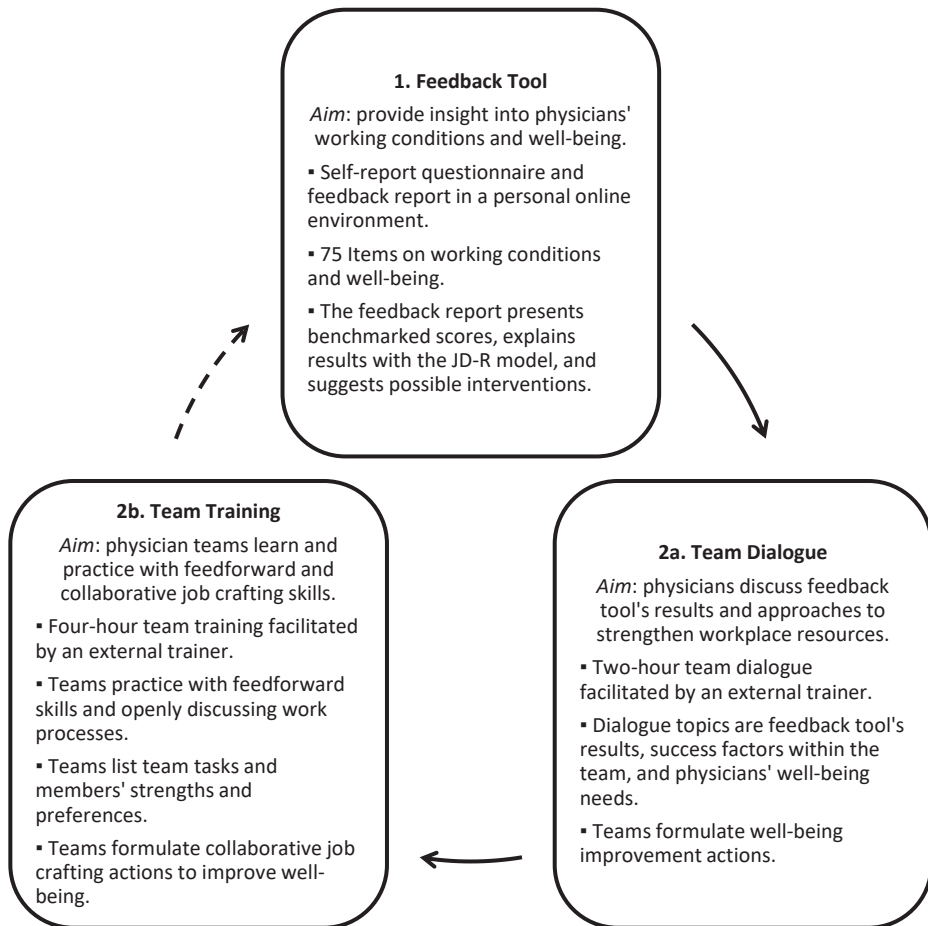 1. Feedback Tool
Aim: provide insight into physicians'
working conditions and well-being.
▪ Self-report questionnaire and
feedback report in a personal online
environment.
▪ 75 Items on working conditions
and well-being.
▪ The feedback report presents
benchmarked scores, explains
results with the JD-R model, and
suggests possible interventions.
2a. Team Dialogue
Aim: physicians discuss feedback
tool's results and approaches to
strengthen workplace resources.
▪ Two-hour team dialogue
facilitated by an external trainer.
▪ Dialogue topics are feedback tool's
results, success factors within the
team, and physicians' well-being
needs.
▪ Teams formulate well-being
improvement actions.
2b. Team Training
Aim: physician teams learn and
practice with feedforward and
collaborative job crafting skills.
▪ Four-hour team training facilitated
by an external trainer.
▪ Teams practice with feedforward
skills and openly discussing work
processes.
▪ Teams list team tasks and
members' strengths and
preferences.
▪ Teams formulate collaborative job
crafting actions to improve well-
being.